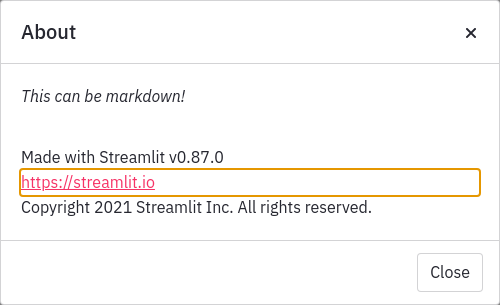 About
This can be markdown!
Made with Streamlit v0.87.0
https://streamlit.io
Copyright 2021 Streamlit Inc. All rights reserved.
Close